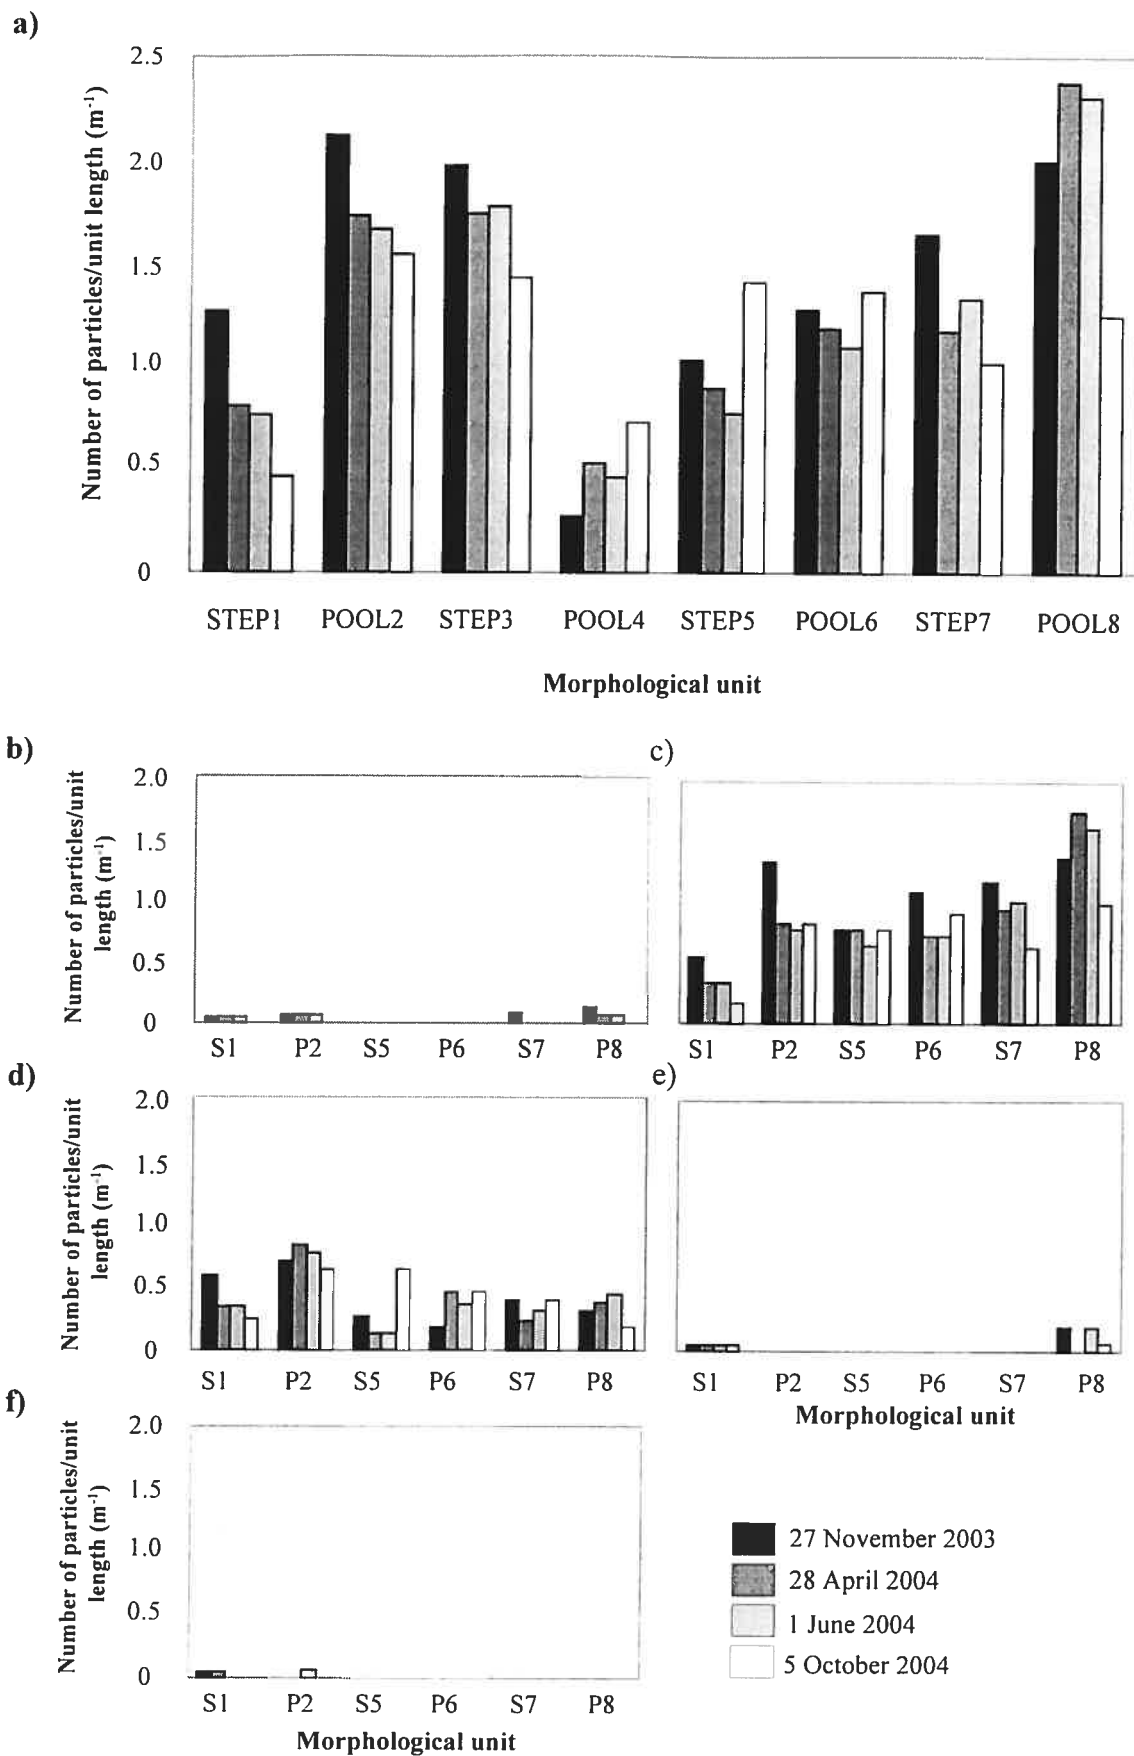 a)
Number of particles/unit length (m-1)
2.5
2.0
1.5
1.0
0.5
0
STEP1 POOL2 STEP3 POOL4 STEP5 POOL6 STEP7 POOL8
Morphological unit
b)
Number of particles/unit
length (m-1)
2.0
1.5
1.0
0.5
0
S1 P2 S5 P6 S7 P8
c)
S1 P2 S5 P6 S7 P8
d)
Number of particles/unit
length (m-1)
2.0
1.5
1.0
0.5
0
S1 P2 S5 P6 S7 P8
e)
S1 P2 S5 P6 S7 P8
Morphological unit
f)
Number of particles/unit
length (m-1)
2.0
1.5
1.0
0.5
0
S1 P2 S5 P6 S7 P8
Morphological unit
27 November 2003
28 April 2004
1 June 2004
5 October 2004